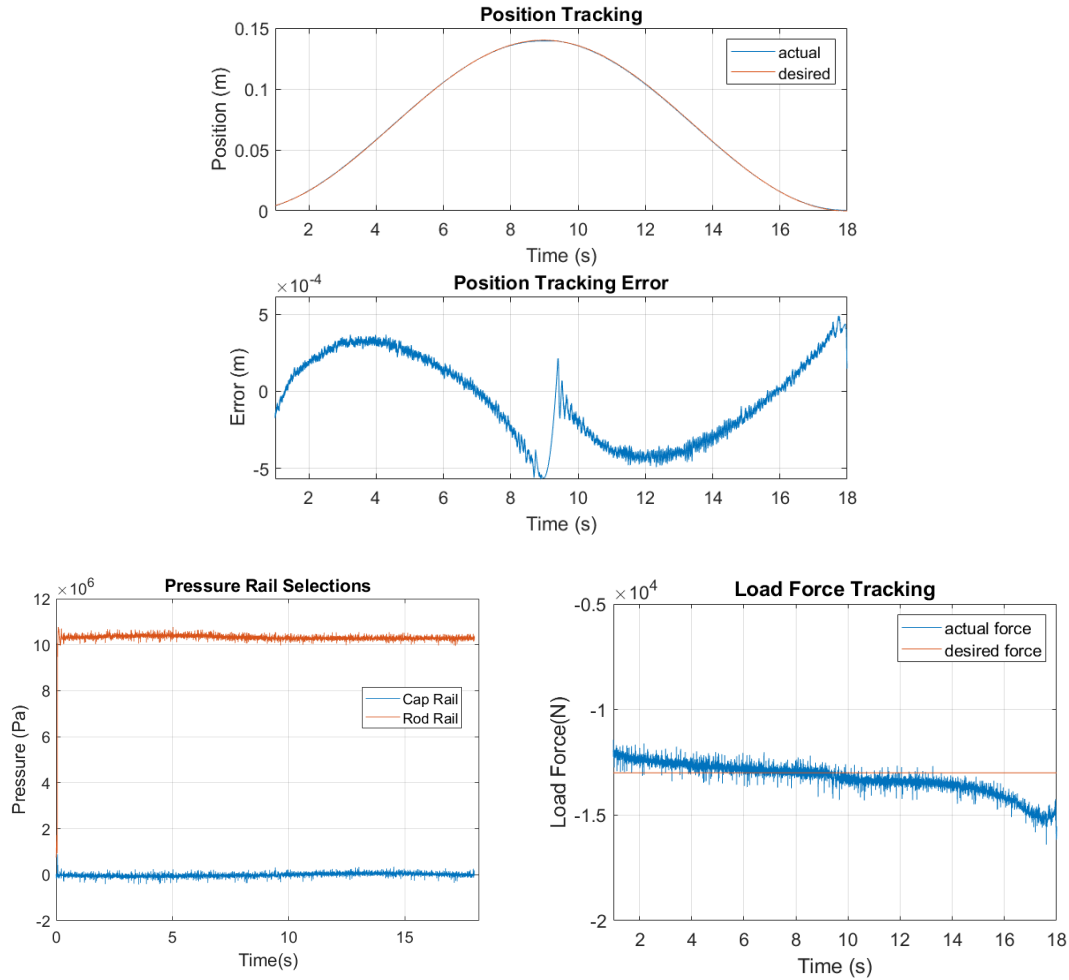 Position Tracking
0.15
0.1
0.05
0
Position (m)
actual
desired
2 4 6 8 10 12 14 16 18
Time (s)
×10⁻⁴
Position Tracking Error
5
0
-5
Error (m)
2 4 6 8 10 12 14 16 18
Time (s)
×10⁶
Pressure Rail Selections
12
10
8
6
4
2
0
-2
Pressure (Pa)
Cap Rail
Rod Rail
0 5 10 15
Time(s)
×10⁴
Load Force Tracking
-0.5
-1
-1.5
-2
Load Force(N)
actual force
desired force
2 4 6 8 10 12 14 16 18
Time (s)